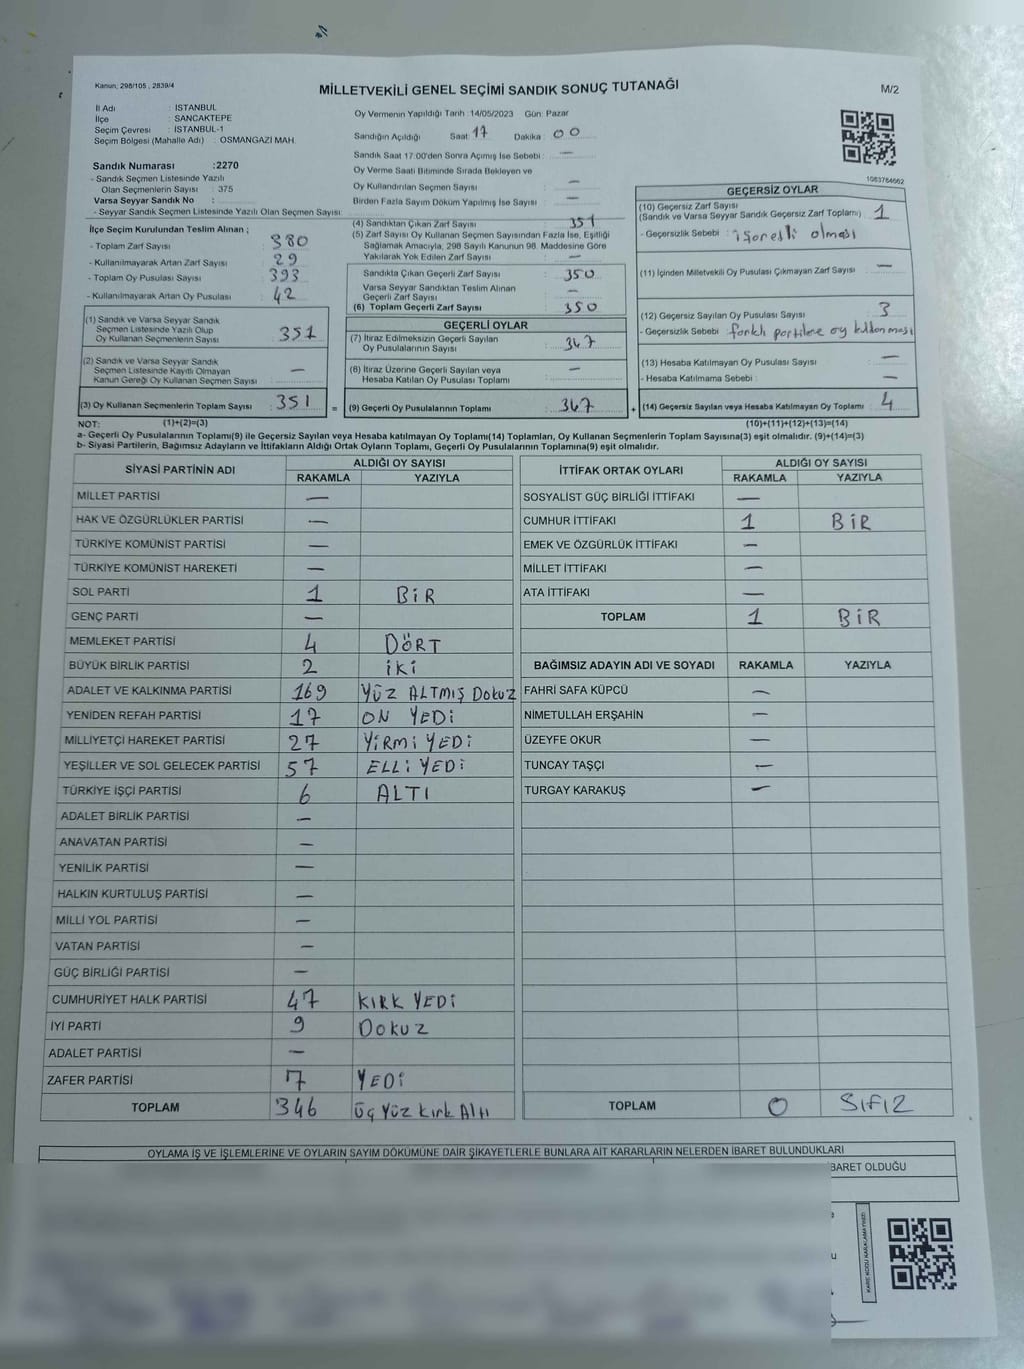 Kanun; 298/105 , 2839/4
MİLLETVEKİLİ GENEL SEÇİMİ SANDIK SONUÇ TUTANAĞI
M/2
İl Adı : ISTANBUL
İlçe : SANCAKTEPE
Seçim Çevresi : İSTANBUL-1
Seçim Bölgesi (Mahalle Adı) : OSMANGAZİ MAH.
Oy Vermenin Yapıldığı Tarih :14/05/2023 Gün: Pazar
Sandığın Açıldığı Saat: 17 Dakika : 00
Sandık Saat 17:00'den Sonra Açımış İse Sebebi : —
Oy Verme Saati Bitiminde Sırada Bekleyen ve
Oy Kullandırılan Seçmen Sayısı : —
Birden Fazla Sayım Döküm Yapılmış İse Sayısı : —
Sandık Numarası :2270
- Sandık Seçmen Listesinde Yazılı
Olan Seçmenlerin Sayısı : 375
Varsa Seyyar Sandık No :
- Seyyar Sandık Seçmen Listesinde Yazılı Olan Seçmen Sayısı :
1063764662
İlçe Seçim Kurulundan Teslim Alınan ;
- Toplam Zarf Sayısı : 380
- Kullanılmayarak Artan Zarf Sayısı : 29
- Toplam Oy Pusulası Sayısı : 393
- Kullanılmayarak Artan Oy Pusulası : 42
(1) Sandık ve Varsa Seyyar Sandık
Seçmen Listesinde Yazılı Olup
Oy Kullanan Seçmenlerin Sayısı : 351
(2) Sandık ve Varsa Seyyar Sandık
Seçmen Listesinde Kayıtlı Olmayan
Kanun Gereği Oy Kullanan Seçmen Sayısı : —
(3) Oy Kullanan Seçmenlerin Toplam Sayısı : 351
(4) Sandıktan Çıkan Zarf Sayısı : 351
(5) Zarf Sayısı Oy Kullanan Seçmen Sayısından Fazla İse, Eşitliği
Sağlamak Amacıyla, 298 Sayılı Kanunun 98. Maddesine Göre
Yakılarak Yok Edilen Zarf Sayısı : —
Sandıkta Çıkan Geçerli Zarf Sayısı : 350
Varsa Seyyar Sandıktan Teslim Alınan
Geçerli Zarf Sayısı : —
(6) Toplam Geçerli Zarf Sayısı : 350
GEÇERLİ OYLAR
(7) İtiraz Edilmeksizin Geçerli Sayılan
Oy Pusulalarının Sayısı : 347
(8) İtiraz Üzerine Geçerli Sayılan veya
Hesaba Katılan Oy Pusulası Toplamı : —
= (9) Geçerli Oy Pusulalarının Toplamı : 347
GEÇERSİZ OYLAR
(10) Geçersiz Zarf Sayısı
(Sandık ve Varsa Seyyar Sandık Geçersiz Zarf Toplamı) : 1
- Geçersizlik Sebebi : işaretli olması
(11) İçinden Milletvekili Oy Pusulası Çıkmayan Zarf Sayısı : —
(12) Geçersiz Sayılan Oy Pusulası Sayısı : 3
- Geçersizlik Sebebi : farklı partilere oy kullanması
(13) Hesaba Katılmayan Oy Pusulası Sayısı : —
- Hesaba Katılmama Sebebi : —
+ (14) Geçersiz Sayılan veya Hesaba Katılmayan Oy Toplamı : 4
NOT: (1)+(2)=(3)
(10)+(11)+(12)+(13)=(14)
a- Geçerli Oy Pusulalarının Toplamı(9) ile Geçersiz Sayılan veya Hesaba katılmayan Oy Toplamı(14) Toplamları, Oy Kullanan Seçmenlerin Toplam Sayısına(3) eşit olmalıdır. (9)+(14)=(3)
b- Siyasi Partilerin, Bağımsız Adayların ve İttifakların Aldığı Ortak Oyların Toplamı, Geçerli Oy Pusulalarının Toplamına(9) eşit olmalıdır.
SİYASİ PARTİNİN ADI ALDIĞI OY SAYISI
RAKAMLA YAZIYLA
MİLLET PARTİSİ —
HAK VE ÖZGÜRLÜKLER PARTİSİ —
TÜRKİYE KOMÜNİST PARTİSİ —
TÜRKİYE KOMÜNİST HAREKETİ —
SOL PARTİ 1 BİR
GENÇ PARTİ —
MEMLEKET PARTİSİ 4 DÖRT
BÜYÜK BİRLİK PARTİSİ 2 İKİ
ADALET VE KALKINMA PARTİSİ 169 YÜZ ALTMIŞ DOKUZ
YENİDEN REFAH PARTİSİ 17 ON YEDİ
MİLLİYETÇİ HAREKET PARTİSİ 27 YİRMİ YEDİ
YEŞİLLER VE SOL GELECEK PARTİSİ 57 ELLİ YEDİ
TÜRKİYE İŞÇİ PARTİSİ 6 ALTI
ADALET BİRLİK PARTİSİ —
ANAVATAN PARTİSİ —
YENİLİK PARTİSİ —
HALKIN KURTULUŞ PARTİSİ —
MİLLİ YOL PARTİSİ —
VATAN PARTİSİ —
GÜÇ BİRLİĞİ PARTİSİ —
CUMHURİYET HALK PARTİSİ 47 KIRK YEDİ
İYİ PARTİ 9 DOKUZ
ADALET PARTİSİ —
ZAFER PARTİSİ 7 YEDİ
TOPLAM 346 Üç Yüz Kırk Altı
İTTİFAK ORTAK OYLARI ALDIĞI OY SAYISI
RAKAMLA YAZIYLA
SOSYALİST GÜÇ BİRLİĞİ İTTİFAKI —
CUMHUR İTTİFAKI 1 BİR
EMEK VE ÖZGÜRLÜK İTTİFAKI —
MİLLET İTTİFAKI —
ATA İTTİFAKI —
TOPLAM 1 BİR
BAĞIMSIZ ADAYIN ADI VE SOYADI RAKAMLA YAZIYLA
FAHRİ SAFA KÜPCÜ —
NİMETULLAH ERŞAHİN —
ÜZEYFE OKUR —
TUNCAY TAŞÇI —
TURGAY KARAKUŞ —
TOPLAM 0 SIFIR
OYLAMA İŞ VE İŞLEMLERİNE VE OYLARIN SAYIM DÖKÜMÜNE DAİR ŞİKAYETLERLE BUNLARA AİT KARARLARIN NELERDEN İBARET BULUNDUKLARI
BARET OLDUĞU
KARE KODU KARALAMAYINIZ!